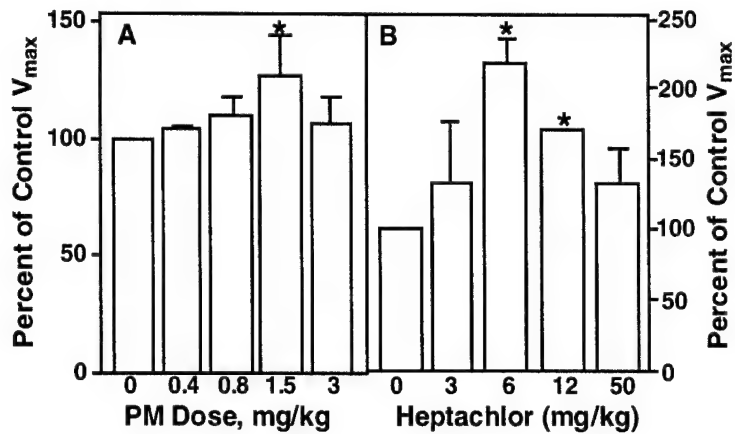 Percent of Control Vmax
150
100
50
0
A
*
0 0.4 0.8 1.5 3
PM Dose, mg/kg
B
*
*
0 3 6 12 50
Heptachlor (mg/kg)
250
200
150
100
50
0
Percent of Control Vmax